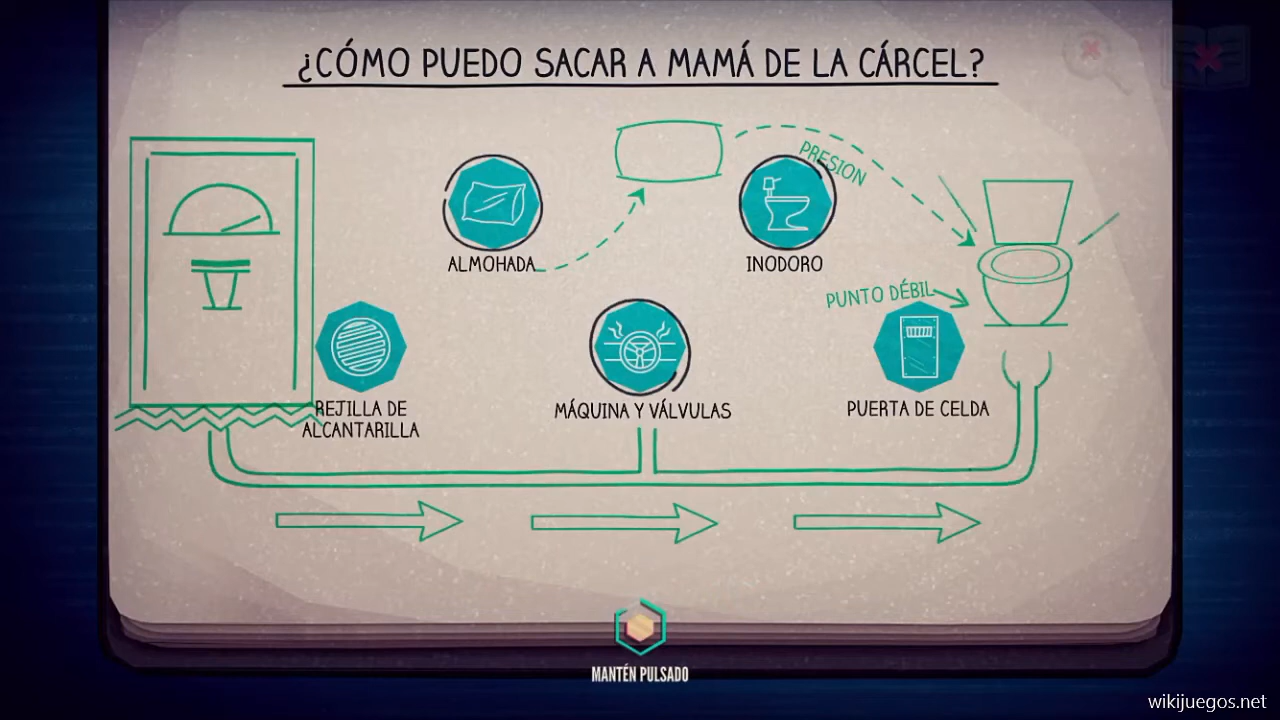 ¿CÓMO PUEDO SACAR A MAMÁ DE LA CÁRCEL?
PRESION
ALMOHADA
INODORO
PUNTO DÉBIL
REJILLA DE
ALCANTARILLA
MÁQUINA Y VÁLVULAS
PUERTA DE CELDA
MANTÉN PULSADO
wikijuegos.net